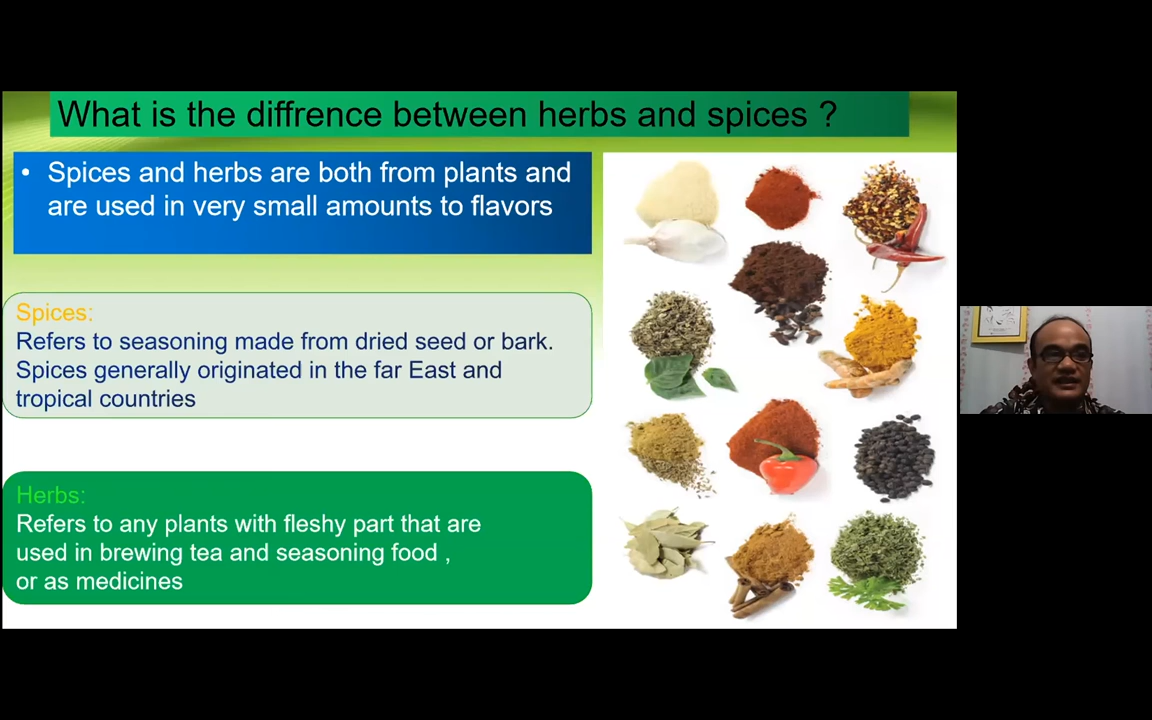 What is the diffrence between herbs and spices ?
• Spices and herbs are both from plants and
are used in very small amounts to flavors
Spices:
Refers to seasoning made from dried seed or bark.
Spices generally originated in the far East and
tropical countries
Herbs:
Refers to any plants with fleshy part that are
used in brewing tea and seasoning food ,
or as medicines